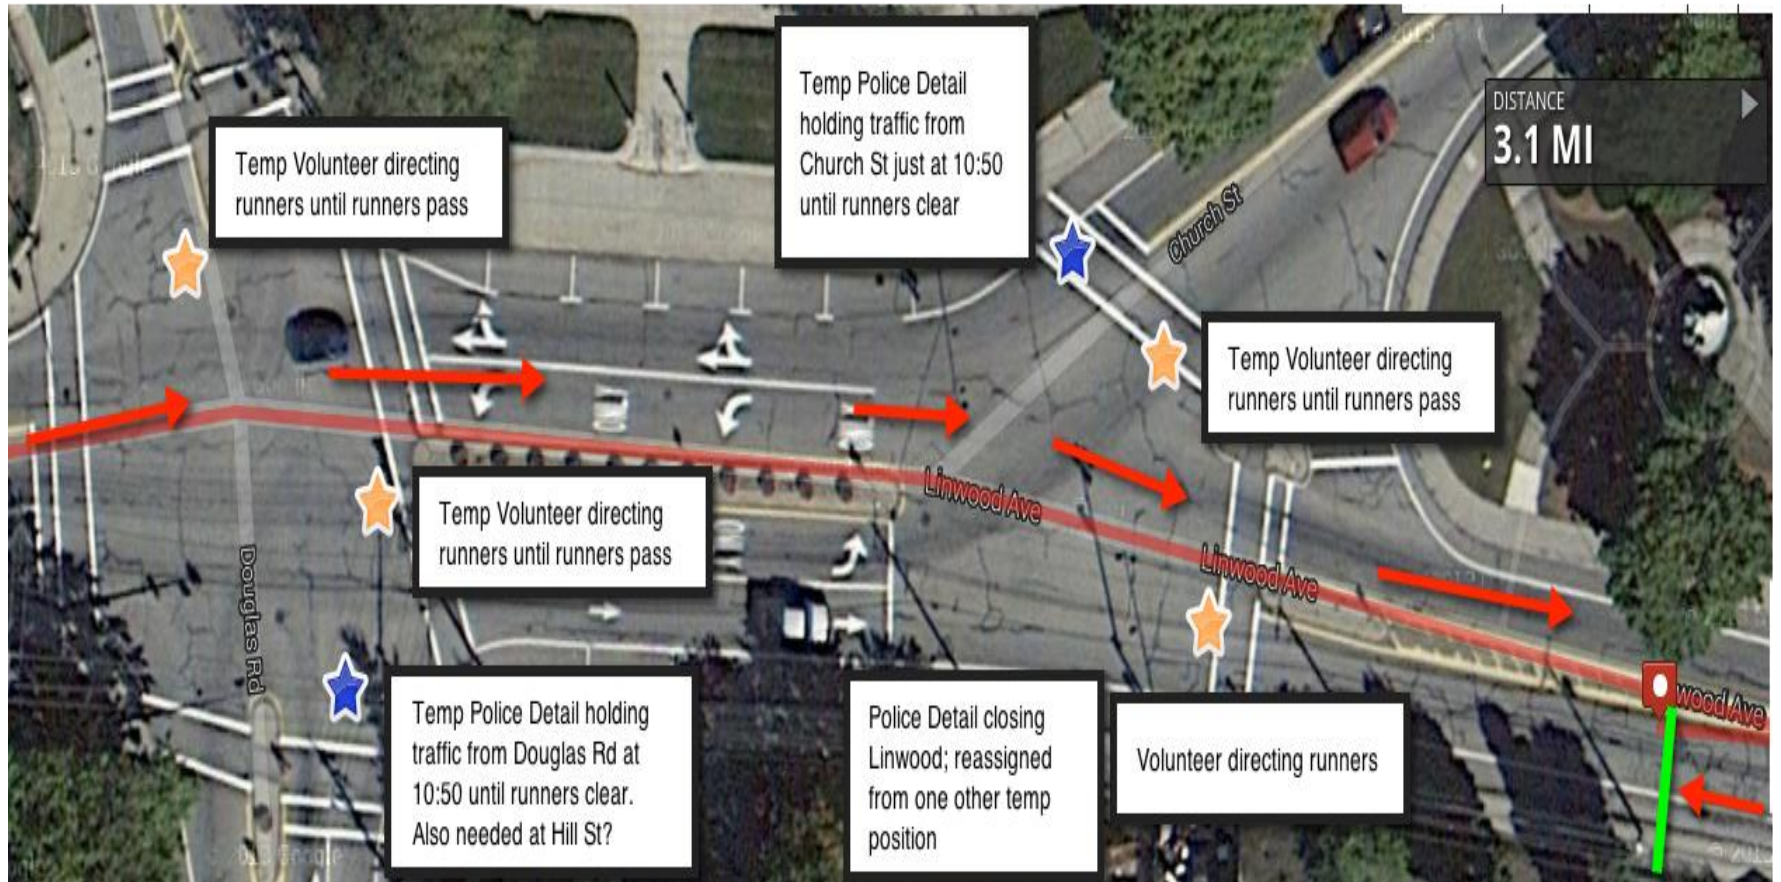 Temp Police Detail
holding traffic from
Church St just at 10:50
until runners clear
DISTANCE
3.1 MI
Temp Volunteer directing
runners until runners pass
Church St
Temp Volunteer directing
runners until runners pass
Linwood Ave
Temp Volunteer directing
runners until runners pass
Linwood Ave
Douglas Rd
wood Ave
Temp Police Detail holding
traffic from Douglas Rd at
10:50 until runners clear.
Also needed at Hill St?
Police Detail closing
Linwood; reassigned
from one other temp
position
Volunteer directing runners